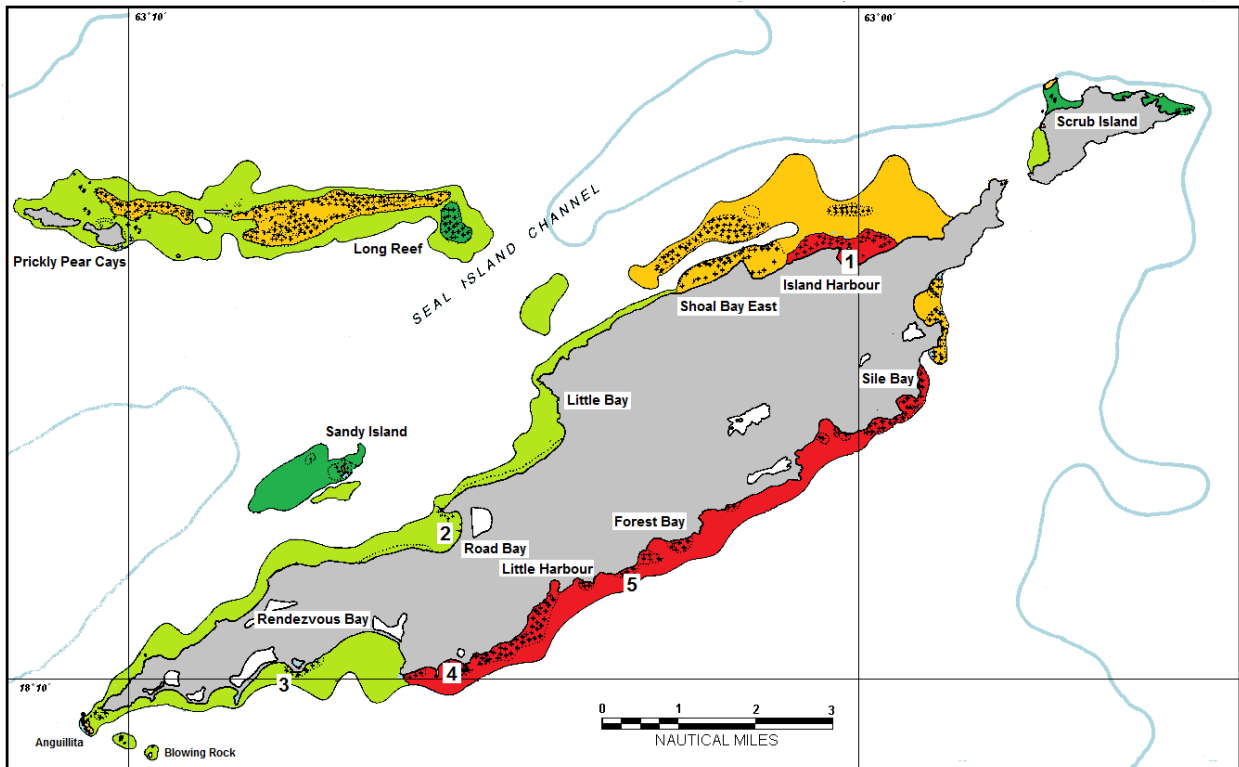 63°10'
63°00'
Scrub Island
SEAL ISLAND CHANNEL
Long Reef
Prickly Pear Cays
1
Island Harbour
Shoal Bay East
Sile Bay
Little Bay
Sandy Island
Forest Bay
2
Road Bay
Little Harbour
5
Rendezvous Bay
4
18°10'
3
0 1 2 3
NAUTICAL MILES
Anguillita
Blowing Rock